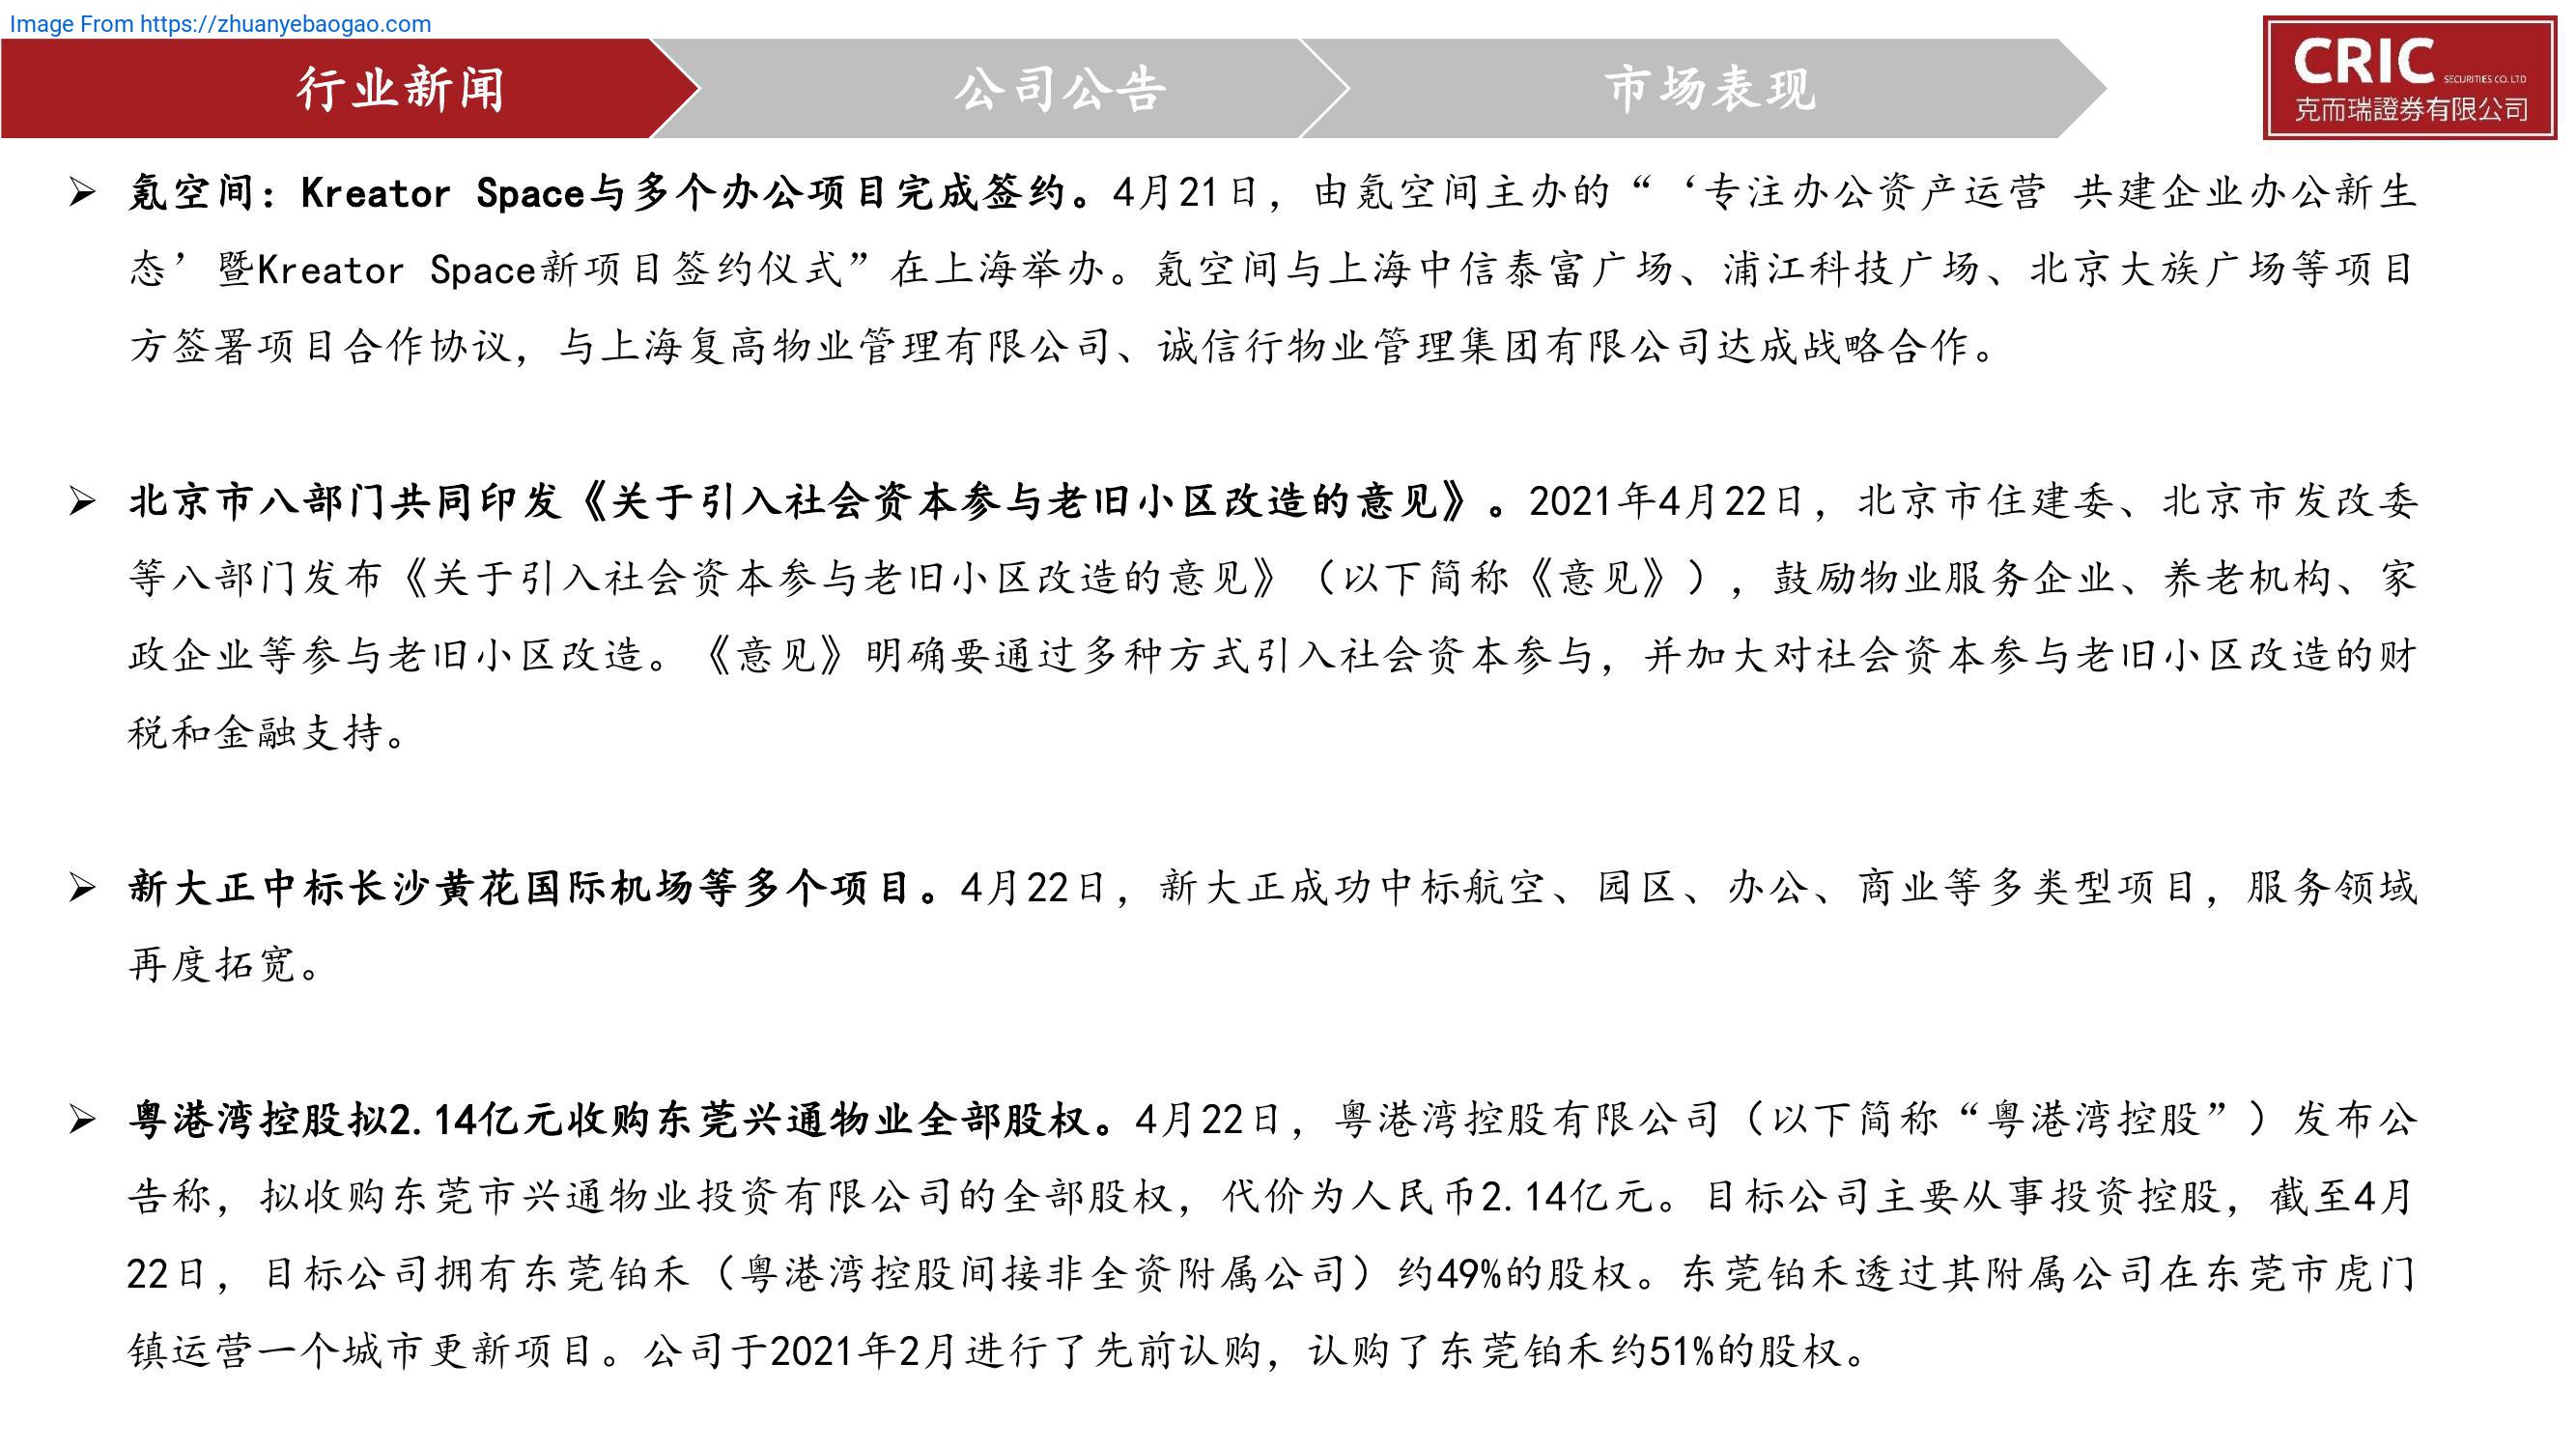 Image From https://zhuanyebaogao.com
行业新闻
公司公告
市场表现
CRIC SECURITIES CO. LTD
克而瑞證券有限公司
➢ 氪空间：Kreator Space与多个办公项目完成签约。4月21日，由氪空间主办的“‘专注办公资产运营 共建企业办公新生
态’暨Kreator Space新项目签约仪式”在上海举办。氪空间与上海中信泰富广场、浦江科技广场、北京大族广场等项目
方签署项目合作协议，与上海复高物业管理有限公司、诚信行物业管理集团有限公司达成战略合作。
➢ 北京市八部门共同印发《关于引入社会资本参与老旧小区改造的意见》。2021年4月22日，北京市住建委、北京市发改委
等八部门发布《关于引入社会资本参与老旧小区改造的意见》（以下简称《意见》），鼓励物业服务企业、养老机构、家
政企业等参与老旧小区改造。《意见》明确要通过多种方式引入社会资本参与，并加大对社会资本参与老旧小区改造的财
税和金融支持。
➢ 新大正中标长沙黄花国际机场等多个项目。4月22日，新大正成功中标航空、园区、办公、商业等多类型项目，服务领域
再度拓宽。
➢ 粤港湾控股拟2.14亿元收购东莞兴通物业全部股权。4月22日，粤港湾控股有限公司（以下简称“粤港湾控股”）发布公
告称，拟收购东莞市兴通物业投资有限公司的全部股权，代价为人民币2.14亿元。目标公司主要从事投资控股，截至4月
22日，目标公司拥有东莞铂禾（粤港湾控股间接非全资附属公司）约49%的股权。东莞铂禾透过其附属公司在东莞市虎门
镇运营一个城市更新项目。公司于2021年2月进行了先前认购，认购了东莞铂禾约51%的股权。